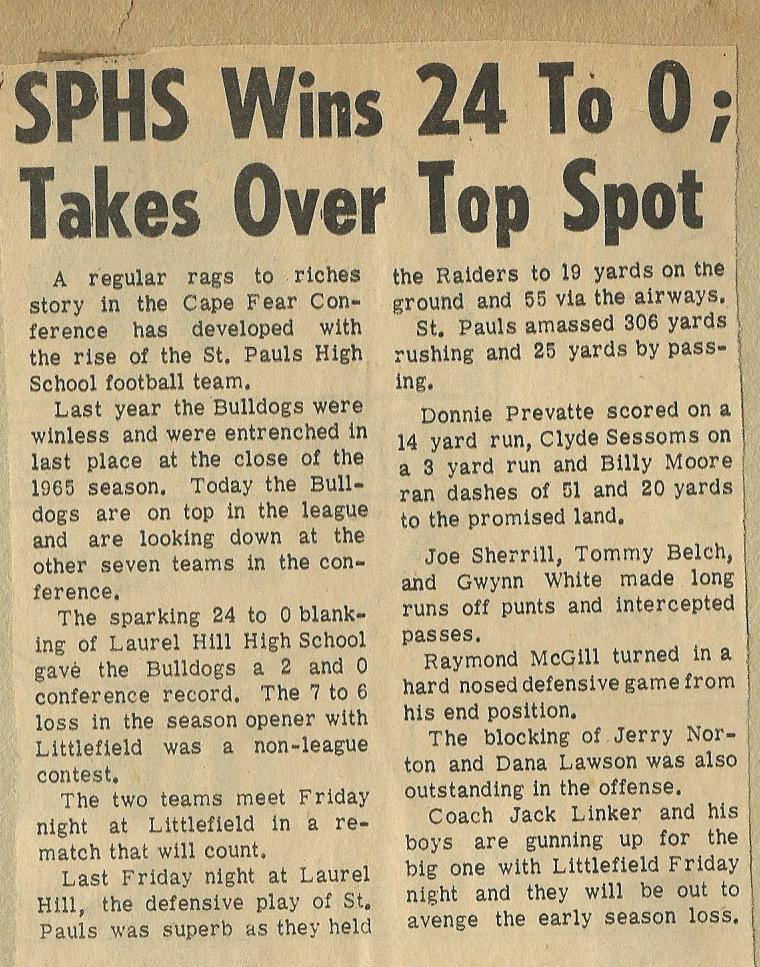 SPHS Wins 24 To 0;
Takes Over Top Spot
A regular rags to riches
story in the Cape Fear Con-
ference has developed with
the rise of the St. Pauls High
School football team.
Last year the Bulldogs were
winless and were entrenched in
last place at the close of the
1965 season. Today the Bull-
dogs are on top in the league
and are looking down at the
other seven teams in the con-
ference.
The sparking 24 to 0 blank-
ing of Laurel Hill High School
gave the Bulldogs a 2 and 0
conference record. The 7 to 6
loss in the season opener with
Littlefield was a non-league
contest.
The two teams meet Friday
night at Littlefield in a re-
match that will count.
Last Friday night at Laurel
Hill, the defensive play of St.
Pauls was superb as they held
the Raiders to 19 yards on the
ground and 55 via the airways.
St. Pauls amassed 306 yards
rushing and 25 yards by pass-
ing.
Donnie Prevatte scored on a
14 yard run, Clyde Sessoms on
a 3 yard run and Billy Moore
ran dashes of 51 and 20 yards
to the promised land.
Joe Sherrill, Tommy Belch,
and Gwynn White made long
runs off punts and intercepted
passes.
Raymond McGill turned in a
hard nosed defensive game from
his end position.
The blocking of Jerry Nor-
ton and Dana Lawson was also
outstanding in the offense.
Coach Jack Linker and his
boys are gunning up for the
big one with Littlefield Friday
night and they will be out to
avenge the early season loss.